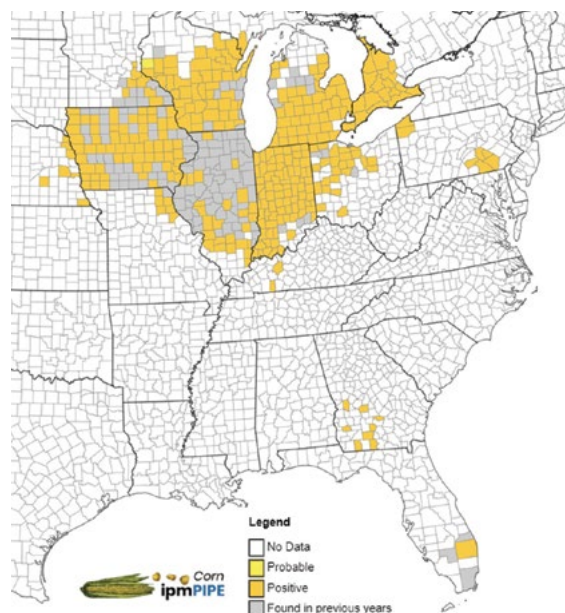 Legend
No Data
Probable
Positive
Found in previous years
Corn
ipmPIPE